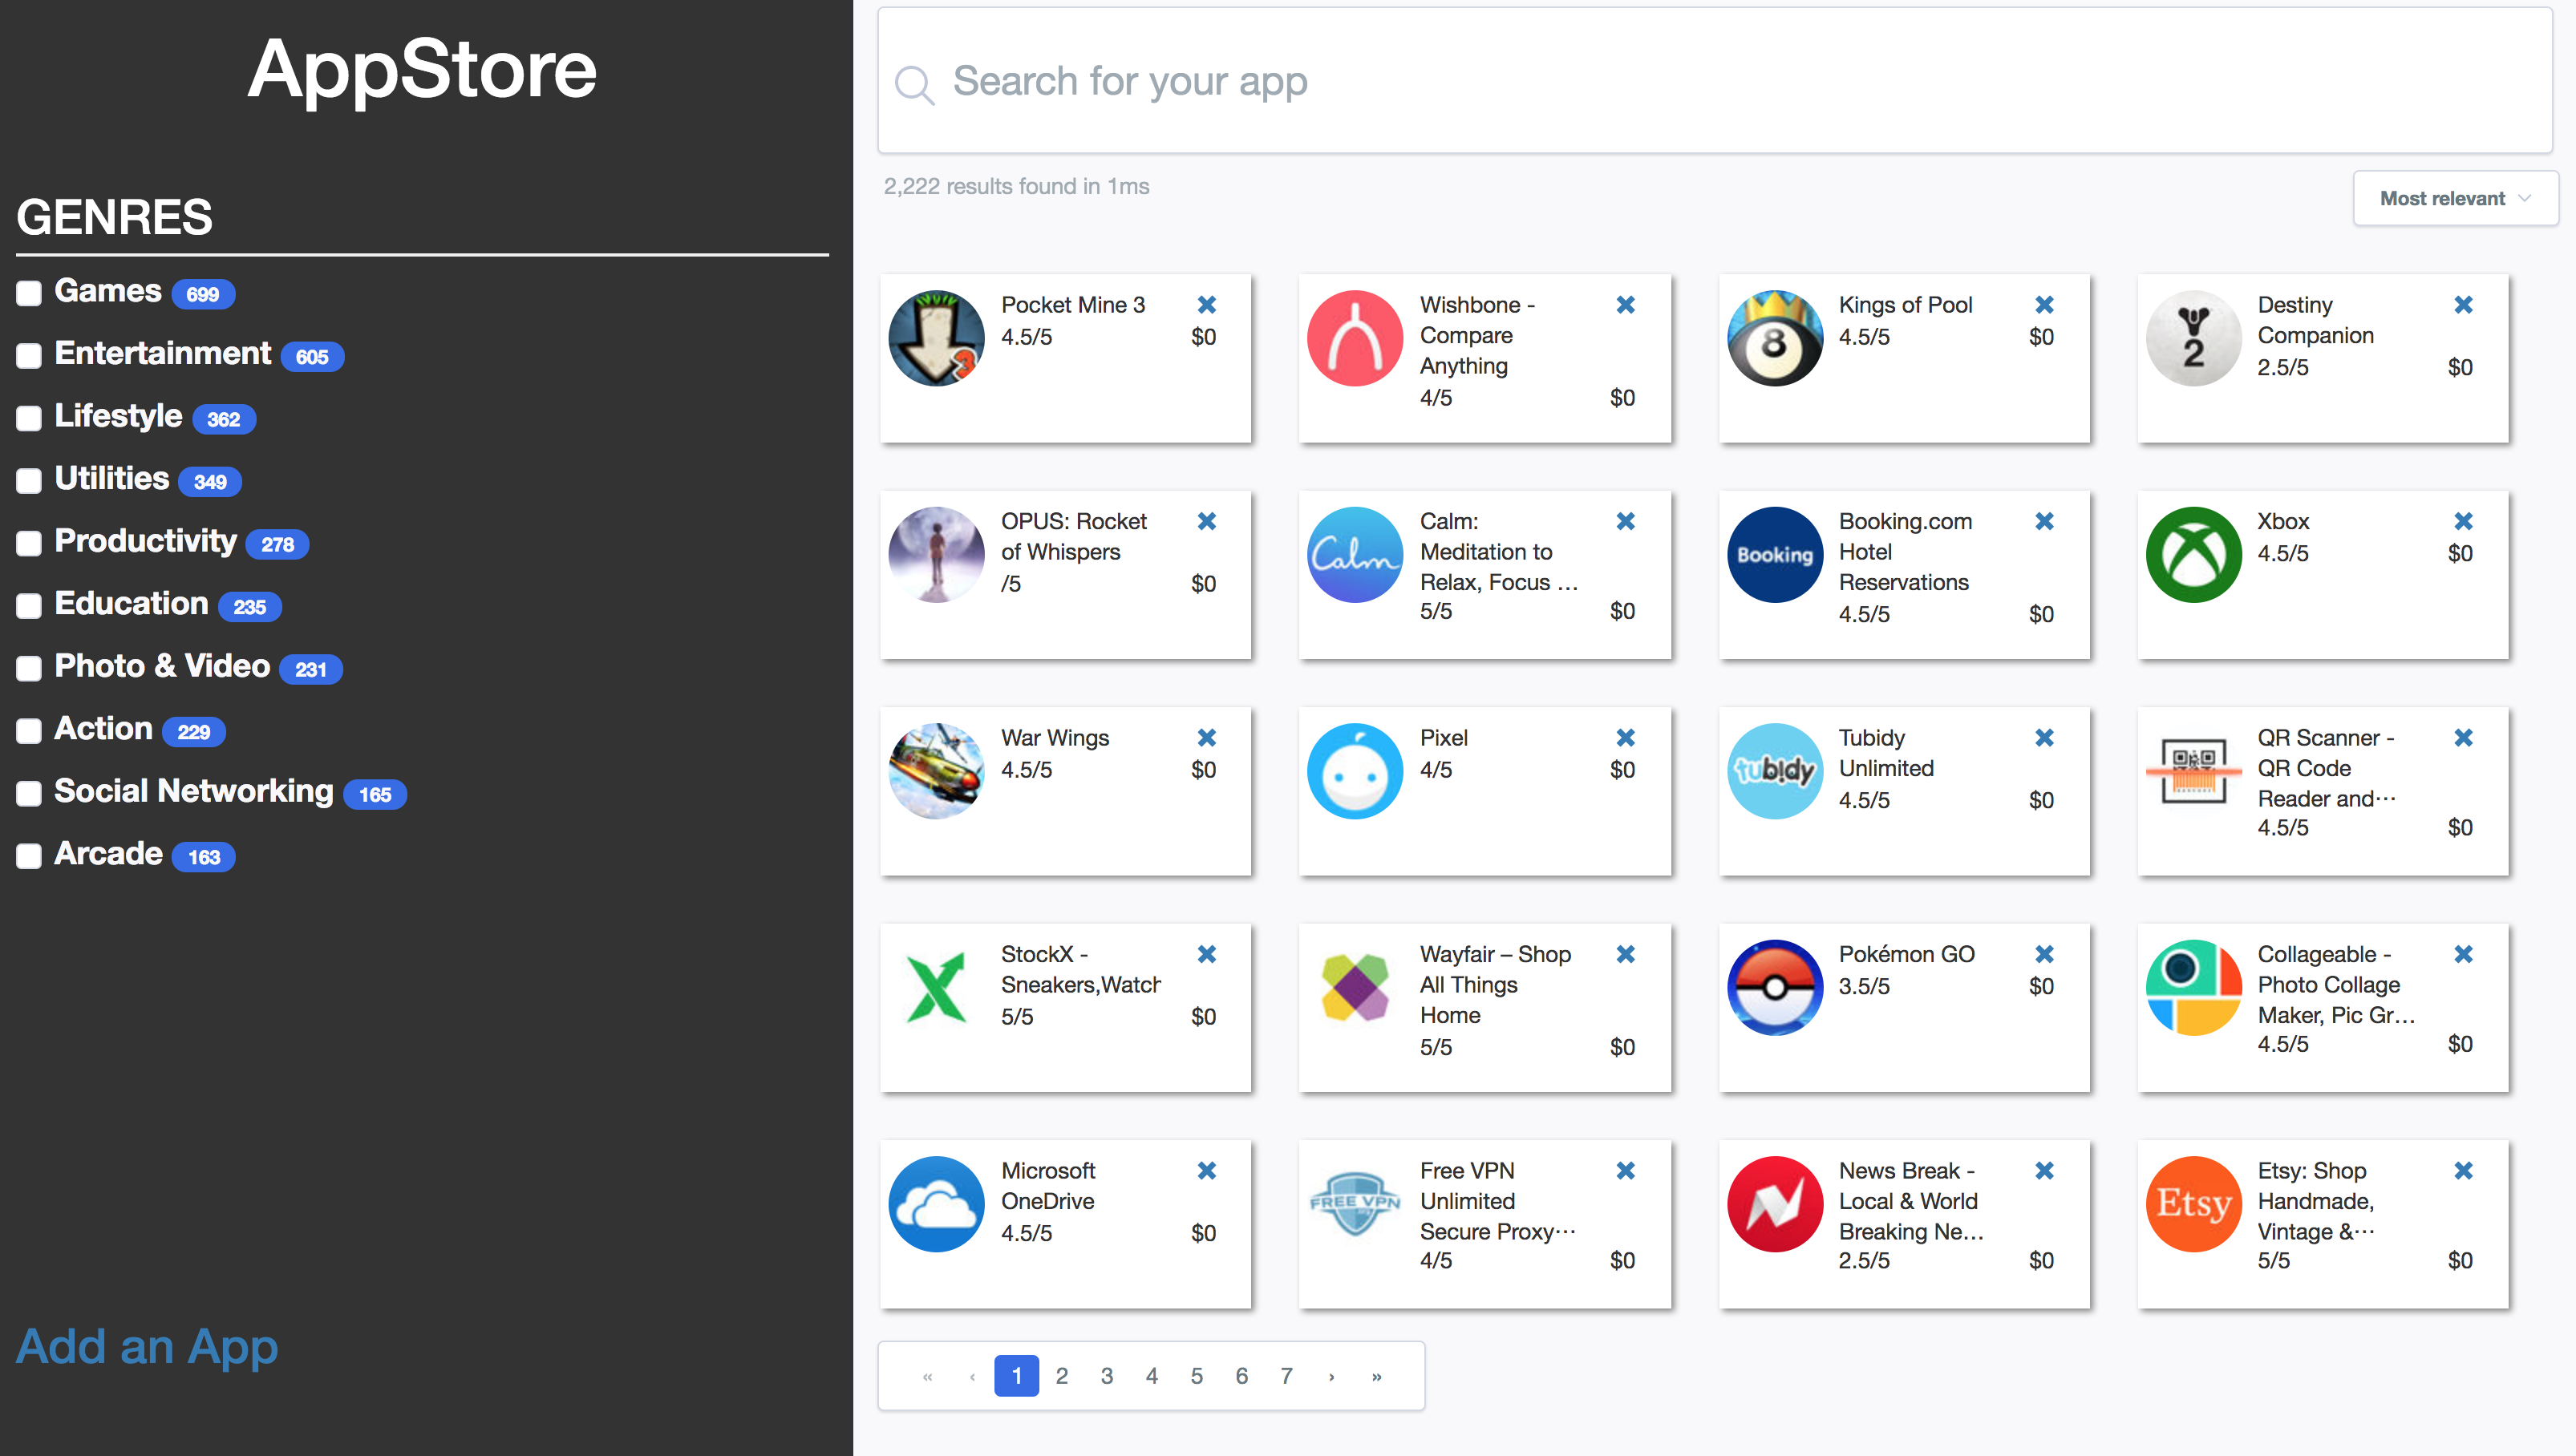 AppStore
GENRES
Games 699
Entertainment 605
Lifestyle 362
Utilities 349
Productivity 278
Education 235
Photo & Video 231
Action 229
Social Networking 165
Arcade 163
Add an App
Search for your app
2,222 results found in 1ms
Most relevant
3
Pocket Mine 3
4.5/5 $0
Wishbone -
Compare
Anything
4/5 $0
8
Kings of Pool
4.5/5 $0
2
Destiny
Companion
2.5/5 $0
OPUS: Rocket
of Whispers
/5 $0
Calm
Calm:
Meditation to
Relax, Focus ...
5/5 $0
Booking
Booking.com
Hotel
Reservations
4.5/5 $0
Xbox
4.5/5 $0
War Wings
4.5/5 $0
Pixel
4/5 $0
tubidy
Tubidy
Unlimited
4.5/5 $0
QR Scanner -
QR Code
Reader and···
4.5/5 $0
StockX -
Sneakers,Watch
5/5 $0
Wayfair – Shop
All Things
Home
5/5 $0
Pokémon GO
3.5/5 $0
Collageable -
Photo Collage
Maker, Pic Gr...
4.5/5 $0
Microsoft
OneDrive
4.5/5 $0
FREE VPN
Free VPN
Unlimited
Secure Proxy···
4/5 $0
News Break -
Local & World
Breaking Ne...
2.5/5 $0
Etsy
Etsy: Shop
Handmade,
Vintage &···
5/5 $0
« ‹ 1 2 3 4 5 6 7 › »